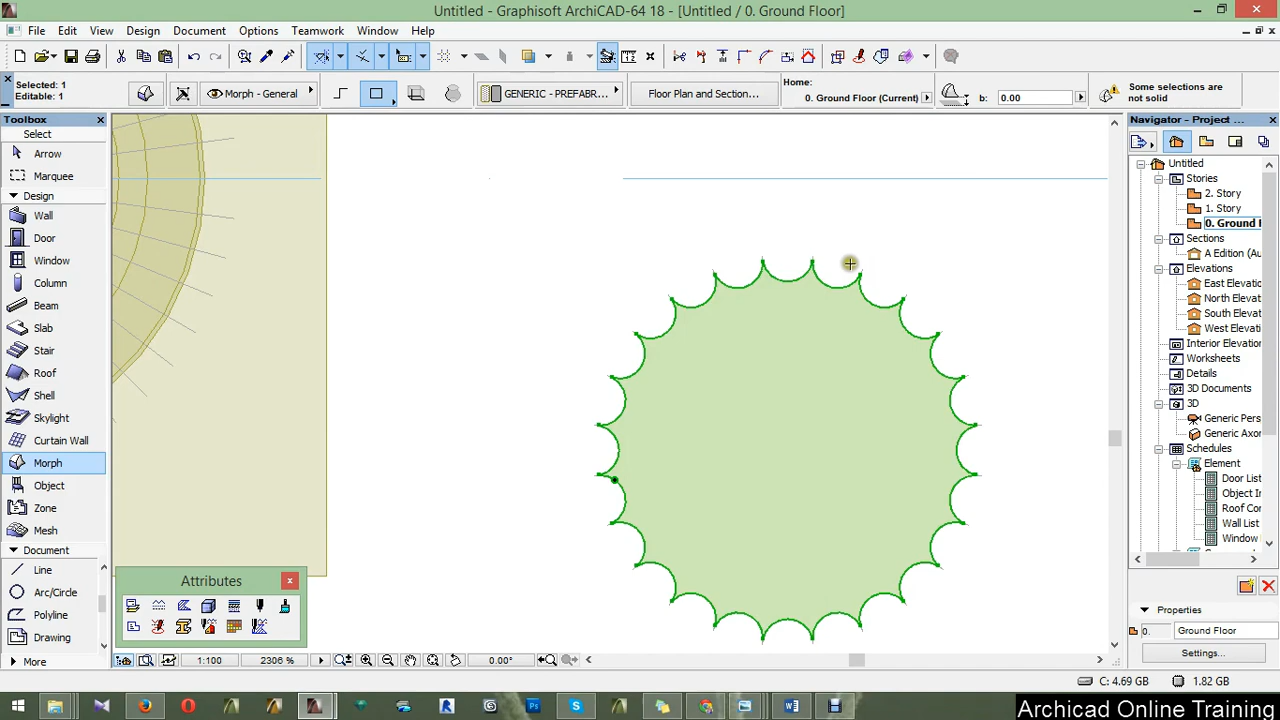 Untitled - Graphisoft ArchiCAD-64 18 - [Untitled / 0. Ground Floor]
File Edit View Design Document Options Teamwork Window Help
Selected: 1
Editable: 1
Morph - General
GENERIC - PREFABR...
Floor Plan and Section...
Home:
0. Ground Floor (Current)
b: 0.00
Some selections are
not solid
Toolbox
Select
Arrow
Marquee
Design
Wall
Door
Window
Column
Beam
Slab
Stair
Roof
Shell
Skylight
Curtain Wall
Morph
Object
Zone
Mesh
Document
Line
Arc/Circle
Polyline
Drawing
More
Attributes
1:100
2306 %
0.00°
Navigator - Project ...
Untitled
Stories
2. Story
1. Story
0. Ground
Sections
A Edition (Au
Elevations
East Elevati
North Elevat
South Elevat
West Elevati
Interior Elevation
Worksheets
Details
3D Documents
3D
Generic Pers
Generic Axon
Schedules
Element
Door List
Object In
Roof Cor
Wall List
Window
Properties
0. Ground Floor
Settings...
C: 4.69 GB
1.82 GB
Archicad Online Training